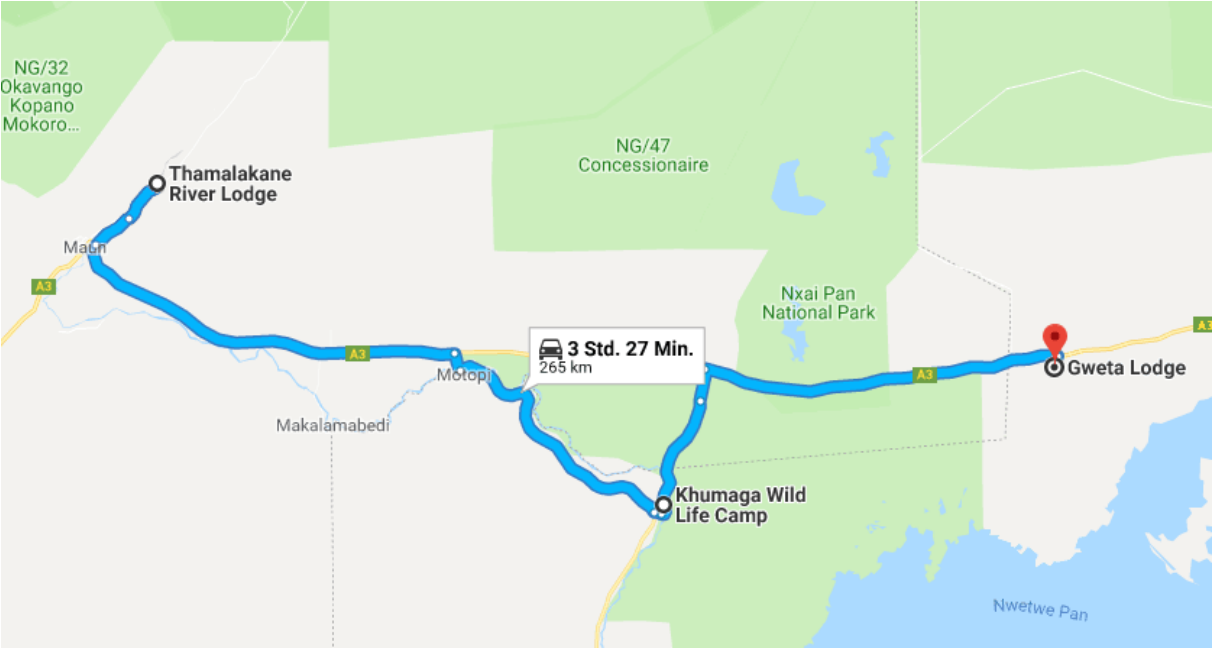 NG/32
Okavango
Kopano
Mokoro...
NG/47
Concessionaire
Thamalakane
River Lodge
Maun
A3
Nxai Pan
National Park
A3
3 Std. 27 Min.
265 km
A3
A3
Motopi
Gweta Lodge
Makalamabedi
Khumaga Wild
Life Camp
Nwetwe Pan